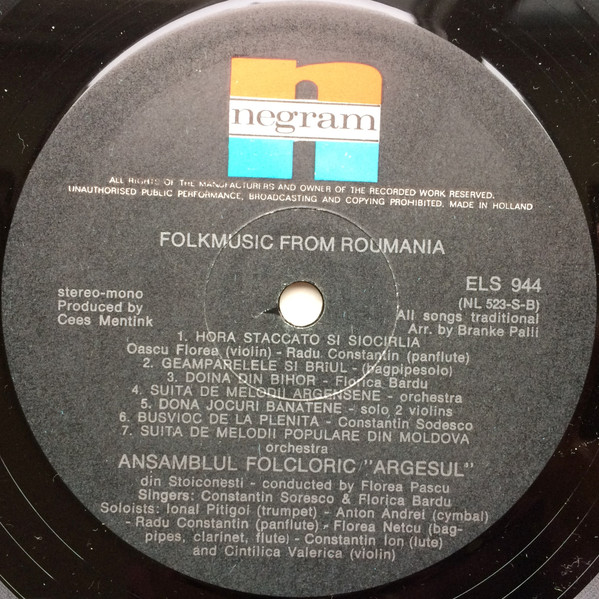 negram
ALL RIGHTS OF THE MANUFACTURERS AND OWNER OF THE RECORDED WORK RESERVED.
UNAUTHORISED PUBLIC PERFORMANCE, BROADCASTING AND COPYING PROHIBITED. MADE IN HOLLAND
FOLKMUSIC FROM ROUMANIA
stereo-mono
Produced by
Cees Mentink
ELS 944
(NL 523-S-B)
All songs traditional
Arr. by Branke Palli
1. HORA STACCATO SI SIOCIRLIA
Oascu Florea (violin) - Radu Constantin (panflute)
2. GEAMPARELELE SI BRIUL - (bagpipesolo)
3. DOINA DIN BIHOR - Florica Bardu
4. SUITA DE MELODII ARGENSENE - orchestra
5. DONA JOCURI BANATENE - solo 2 violins
6. BUSVIOC DE LA PLENITA - Constantin Sodesco
7. SUITA DE MELODII POPULARE DIN MOLDOVA
orchestra
ANSAMBLUL FOLCLORIC "ARGESUL"
din Stoiconesti - conducted by Florea Pascu
Singers: Constantin Soresco & Florica Bardu
Soloists: Ional Pitigoi (trumpet) - Anton Andret (cymbal)
- Radu Constantin (panflute) - Florea Netcu (bag-
pipes, clarinet, flute) - Constantin Ion (lute)
and Cintilica Valerica (violin)